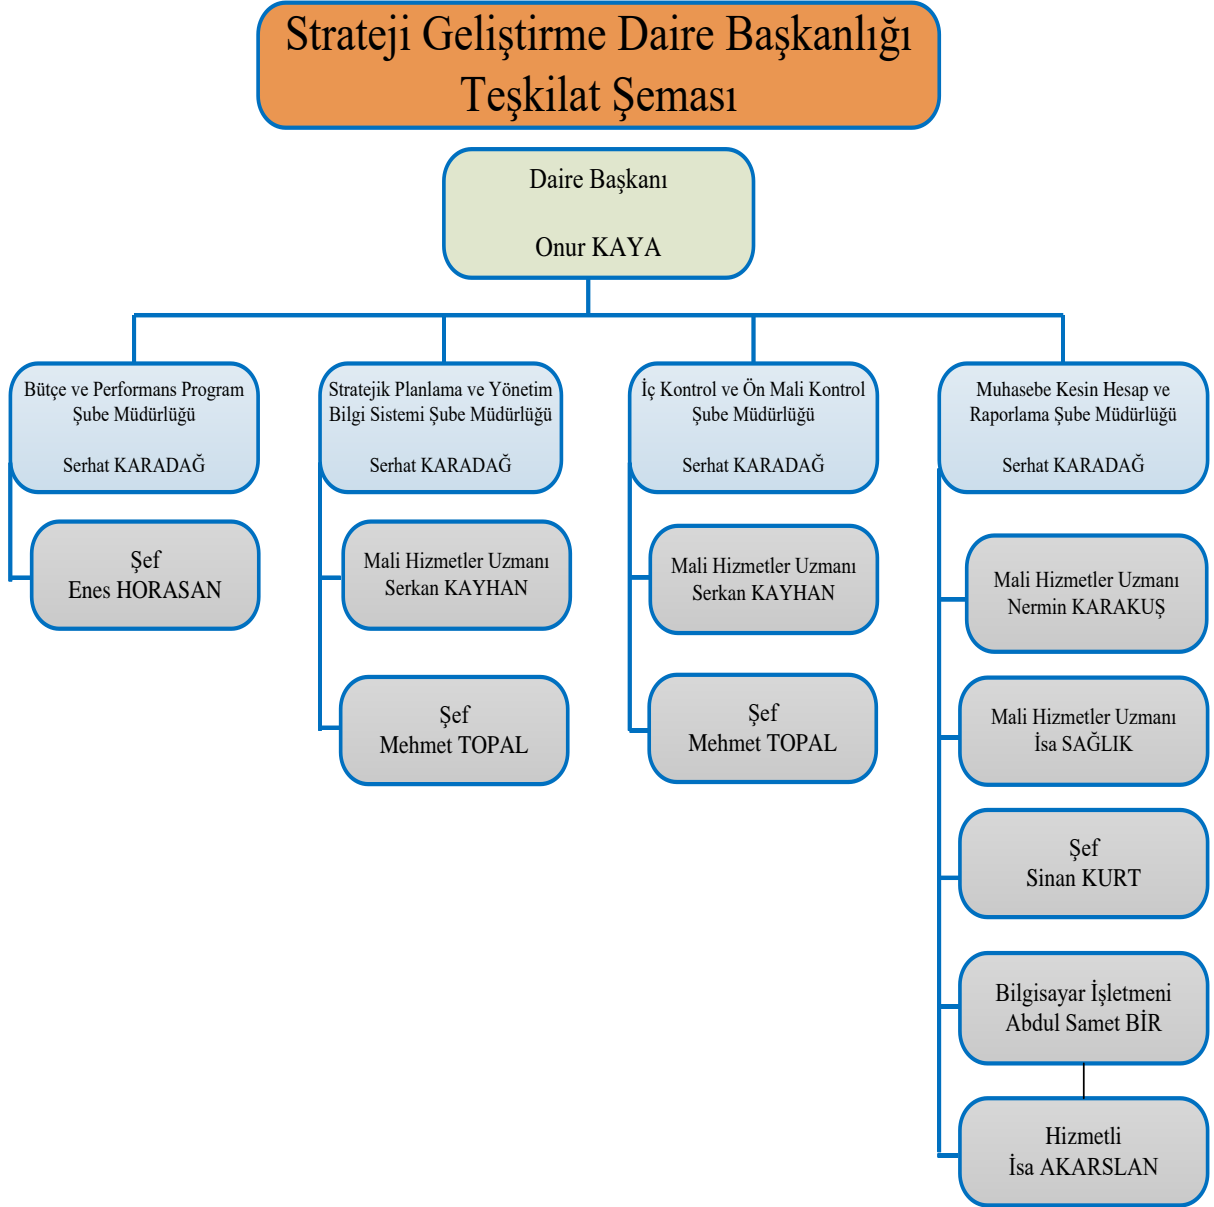 Strateji Geliştirme Daire Başkanlığı
Teşkilat Şeması
Daire Başkanı
Onur KAYA
Bütçe ve Performans Program
Şube Müdürlüğü
Serhat KARADAĞ
Stratejik Planlama ve Yönetim
Bilgi Sistemi Şube Müdürlüğü
Serhat KARADAĞ
İç Kontrol ve Ön Mali Kontrol
Şube Müdürlüğü
Serhat KARADAĞ
Muhasebe Kesin Hesap ve
Raporlama Şube Müdürlüğü
Serhat KARADAĞ
Şef
Enes HORASAN
Mali Hizmetler Uzmanı
Serkan KAYHAN
Şef
Mehmet TOPAL
Mali Hizmetler Uzmanı
Serkan KAYHAN
Şef
Mehmet TOPAL
Mali Hizmetler Uzmanı
Nermin KARAKUŞ
Mali Hizmetler Uzmanı
İsa SAĞLIK
Şef
Sinan KURT
Bilgisayar İşletmeni
Abdul Samet BİR
Hizmetli
İsa AKARSLAN